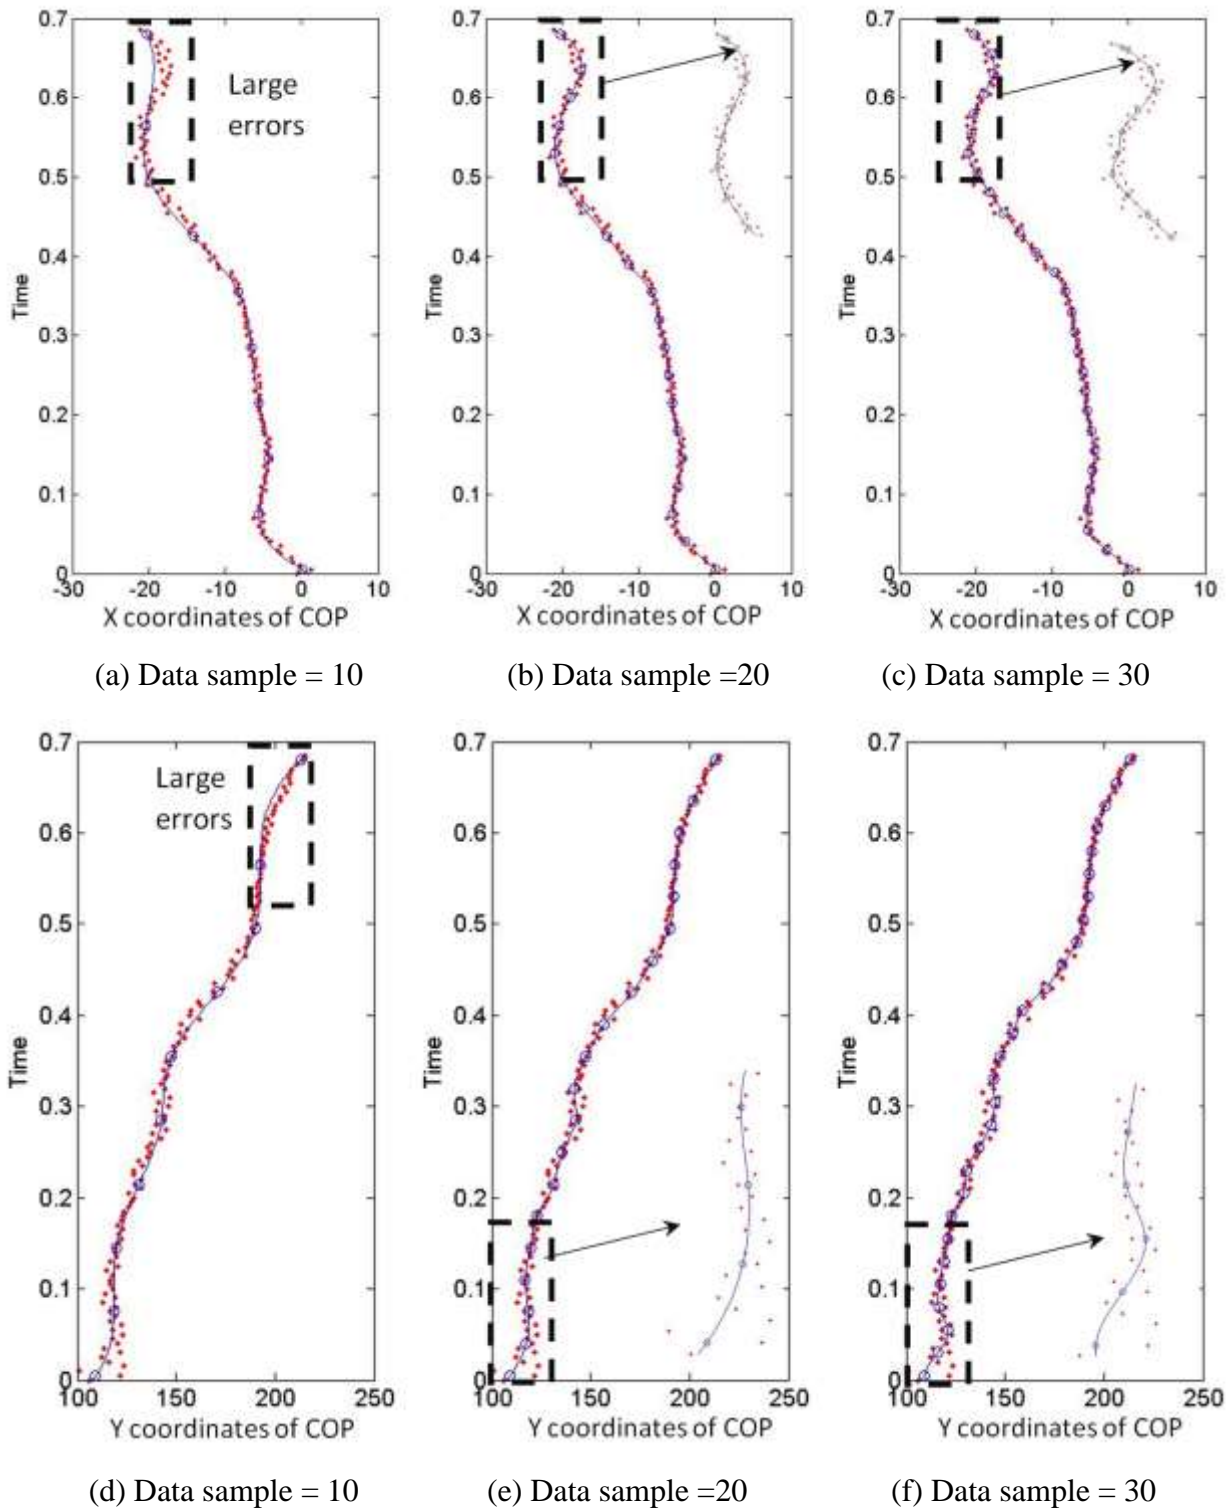 0.7
0.6
0.5
0.4
0.3
0.2
0.1
0
Time
Large
errors
-30 -20 -10 0 10
X coordinates of COP
0.7
0.6
0.5
0.4
0.3
0.2
0.1
0
Time
-30 -20 -10 0 10
X coordinates of COP
0.7
0.6
0.5
0.4
0.3
0.2
0.1
0
Time
-30 -20 -10 0 10
X coordinates of COP
(a) Data sample = 10
(b) Data sample =20
(c) Data sample = 30
0.7
0.6
0.5
0.4
0.3
0.2
0.1
0
Time
Large
errors
100 150 200 250
Y coordinates of COP
0.7
0.6
0.5
0.4
0.3
0.2
0.1
0
Time
100 150 200 250
Y coordinates of COP
0.7
0.6
0.5
0.4
0.3
0.2
0.1
0
Time
100 150 200 250
Y coordinates of COP
(d) Data sample = 10
(e) Data sample =20
(f) Data sample = 30